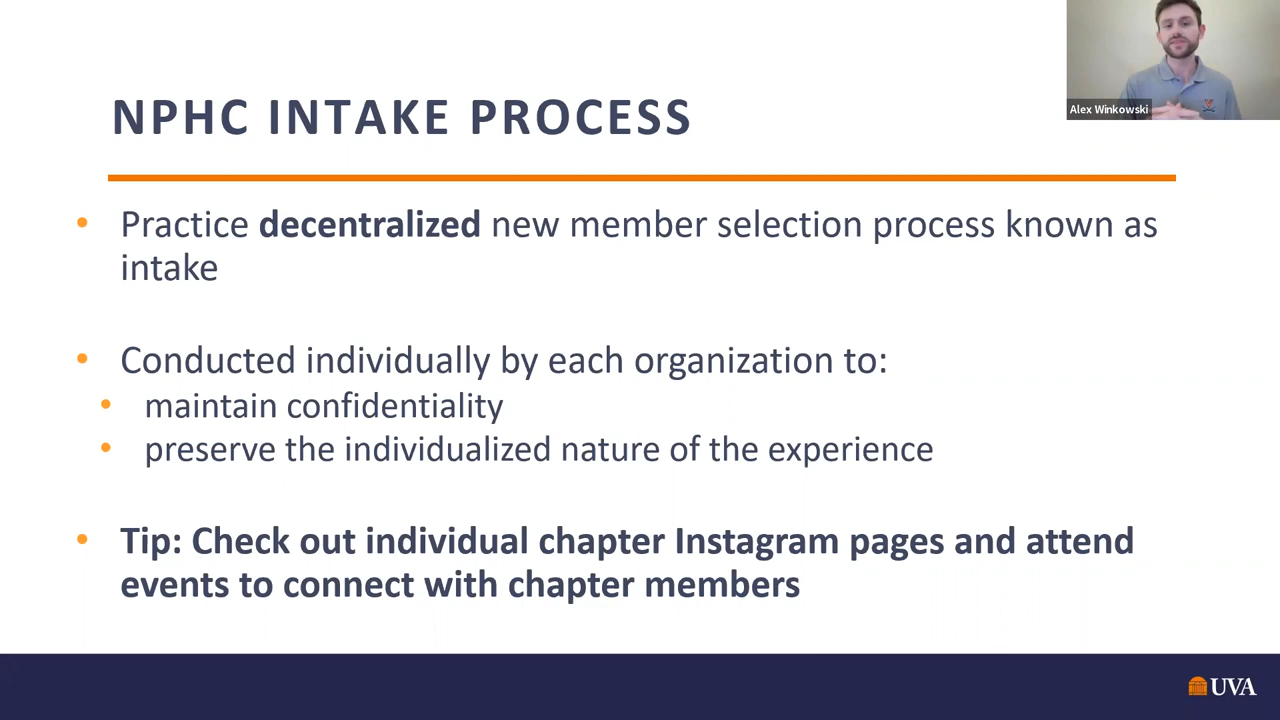 Alex Winkowski
NPHC INTAKE PROCESS
• Practice decentralized new member selection process known as
intake
• Conducted individually by each organization to:
• maintain confidentiality
• preserve the individualized nature of the experience
• Tip: Check out individual chapter Instagram pages and attend
events to connect with chapter members
UVA